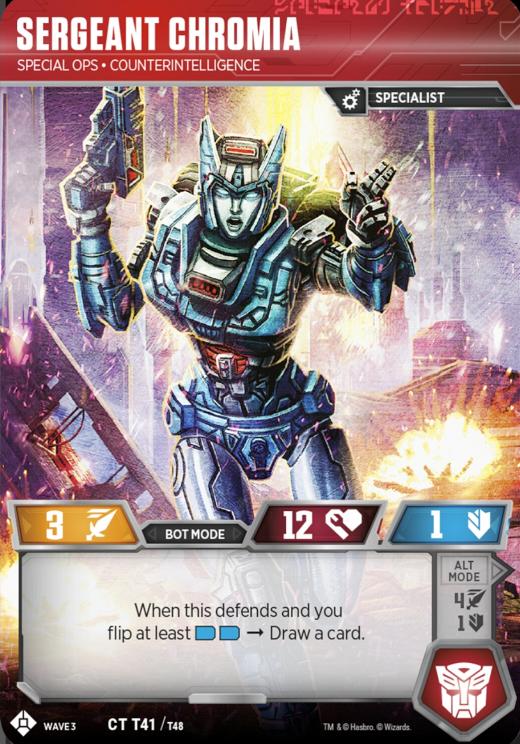 SERGEANT CHROMIA
SPECIAL OPS • COUNTERINTELLIGENCE
SPECIALIST
3
BOT MODE
12
1
ALT
MODE
4
1
When this defends and you
flip at least → Draw a card.
WAVE 3
CT T41 / T48
TM & © Hasbro. © Wizards.